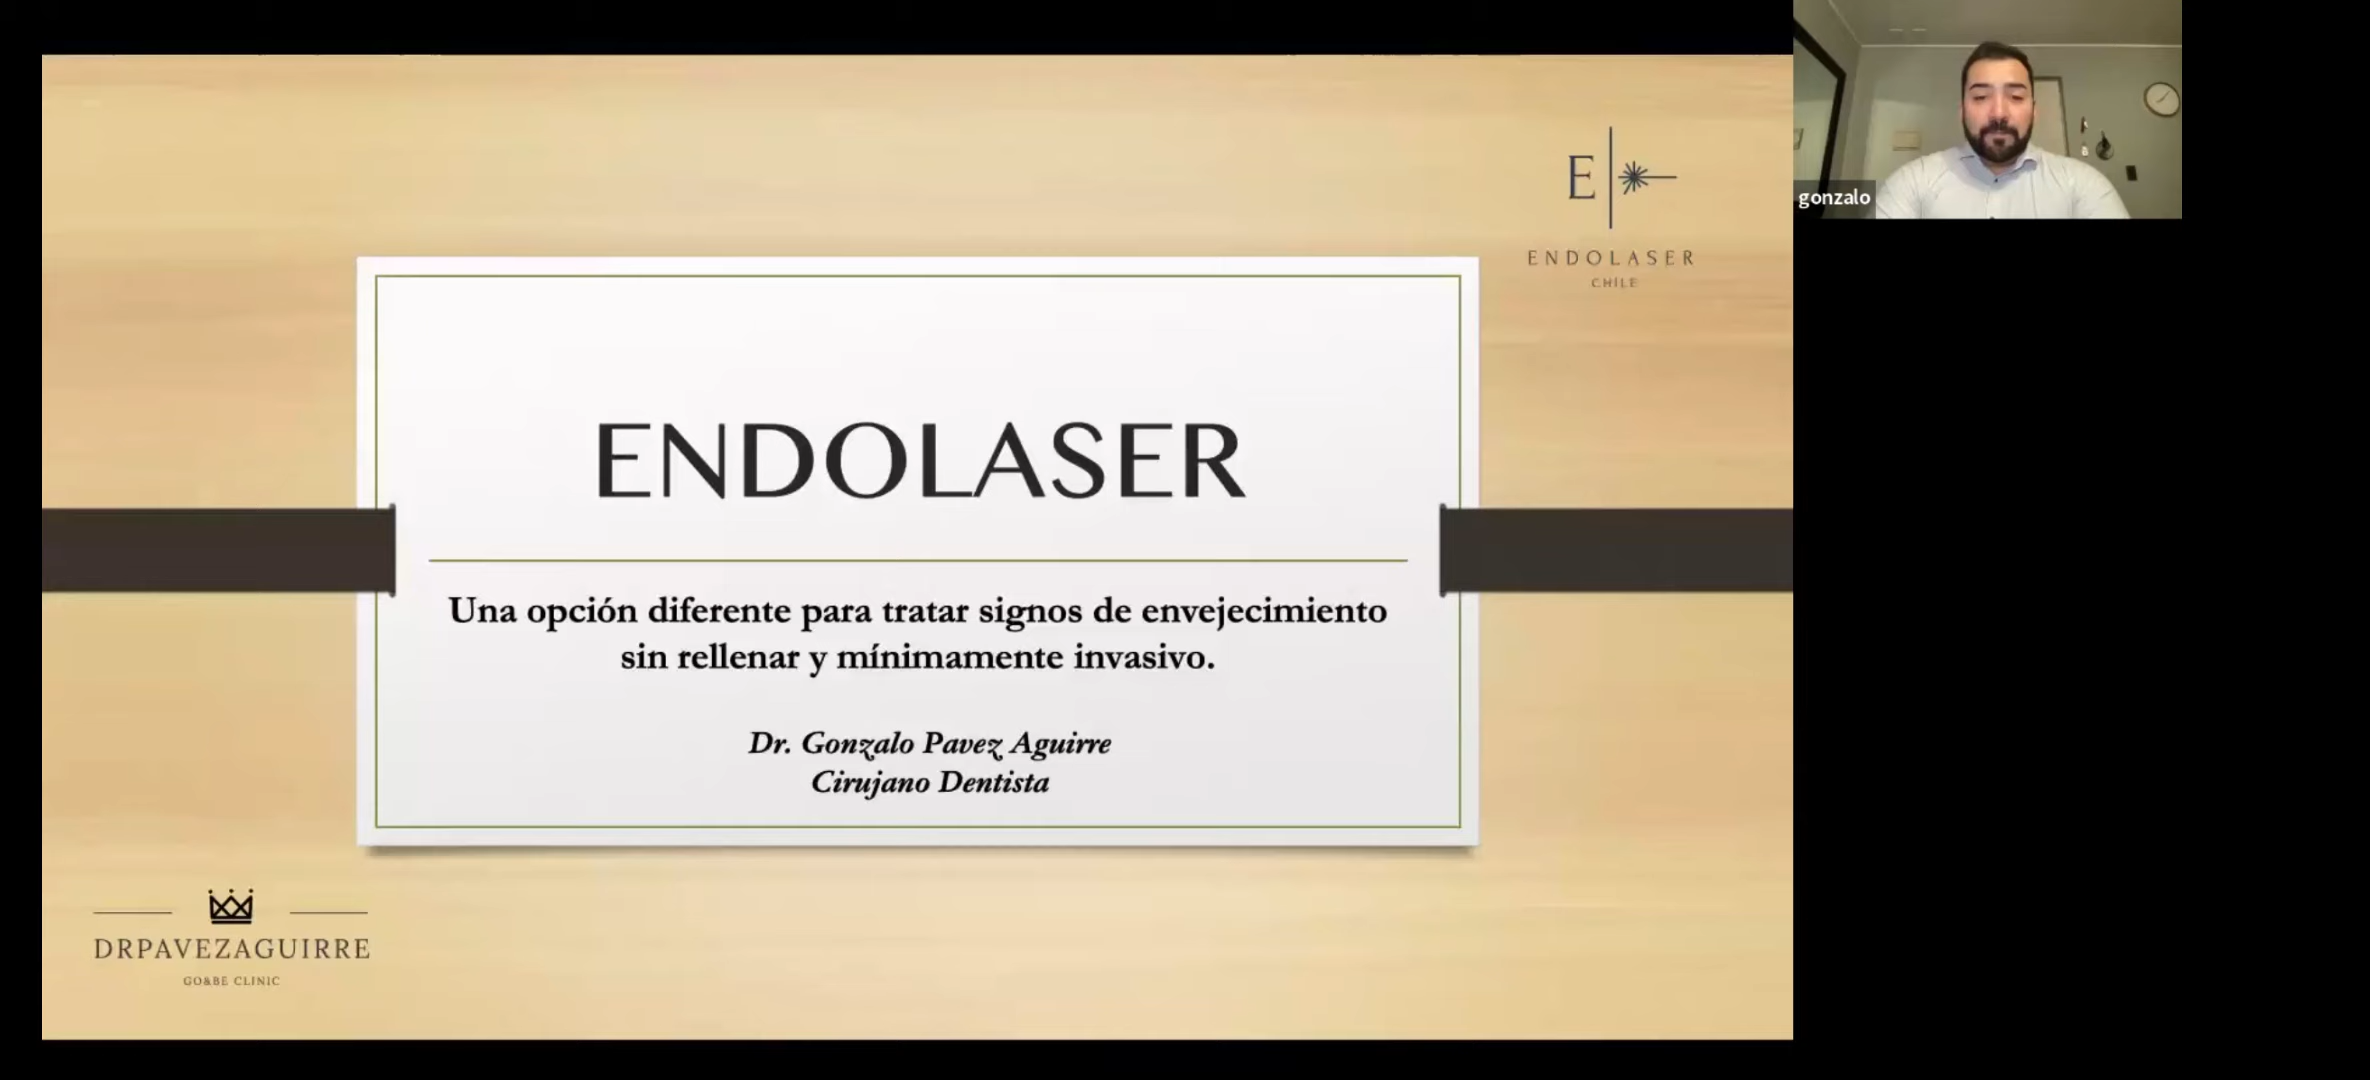 gonzalo
E
ENDOLASER
CHILE
ENDOLASER
Una opción diferente para tratar signos de envejecimiento
sin rellenar y mínimamente invasivo.
Dr. Gonzalo Pavez Aguirre
Cirujano Dentista
DRPAVEZAGUIRRE
GO&BE CLINIC